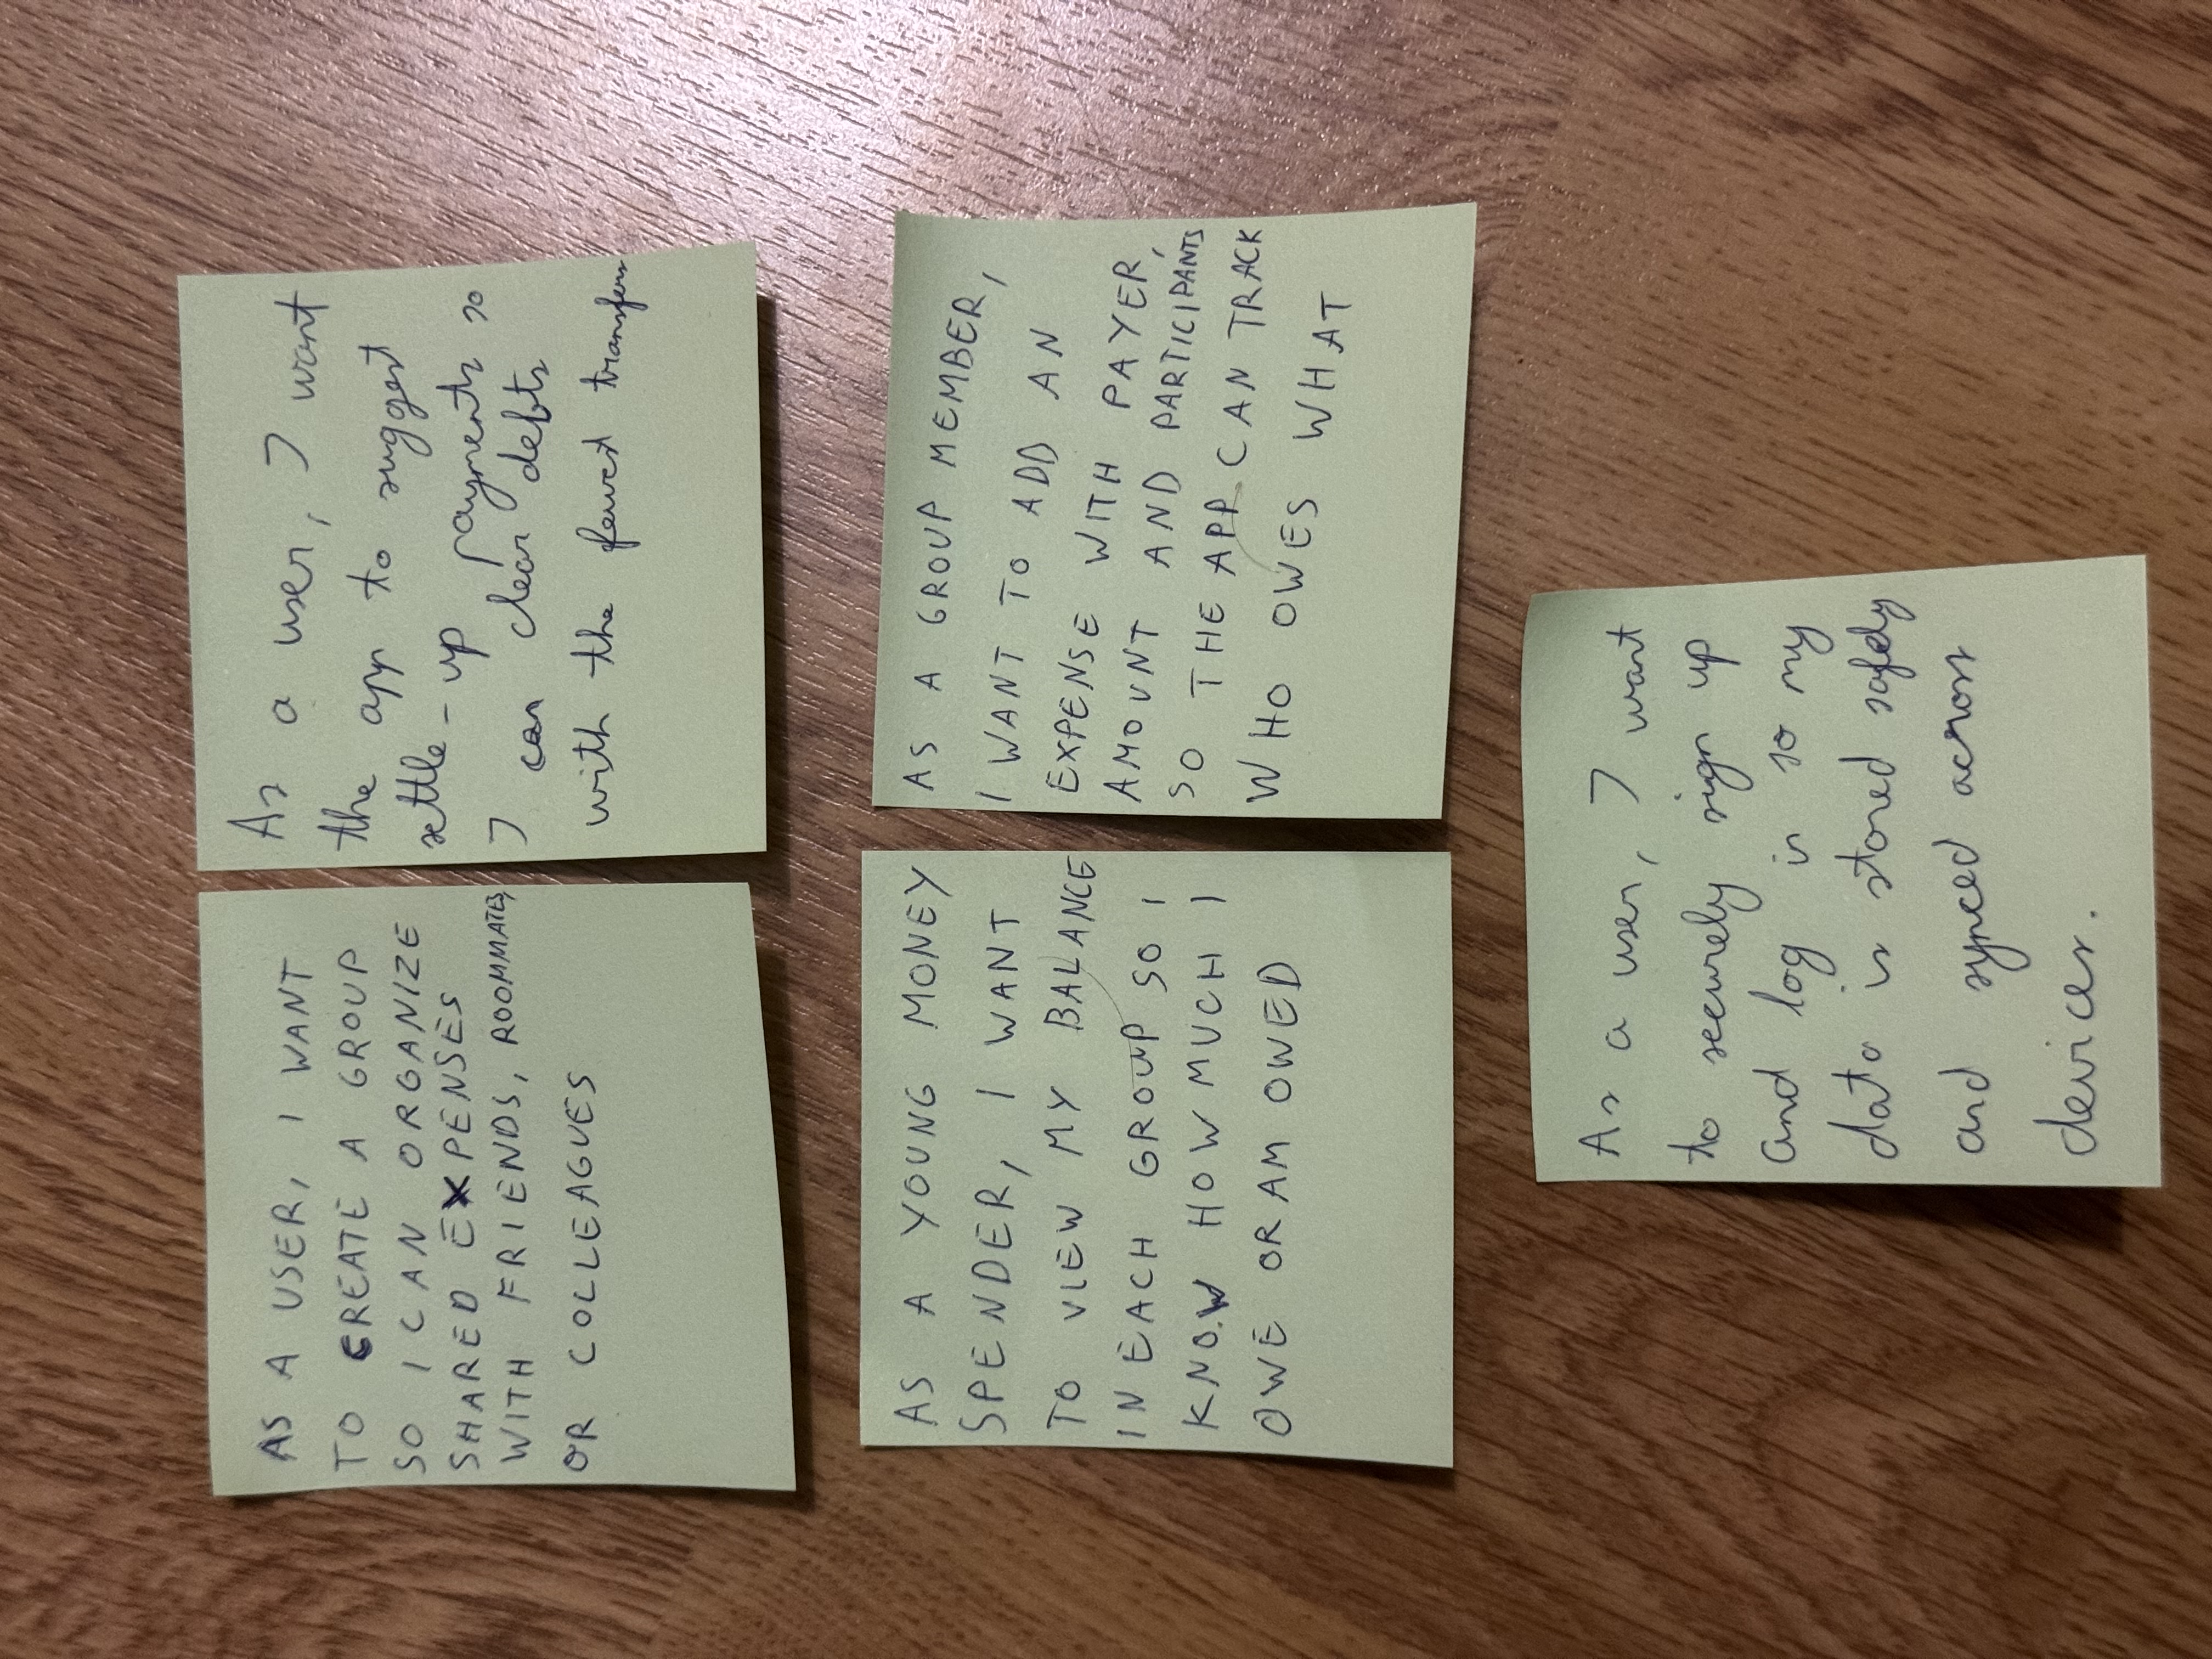 AS A USER, I WANT
TO CREATE A GROUP
SO I CAN ORGANIZE
SHARED EXPENSES
WITH FRIENDS, ROOMMATES,
OR COLLEAGUES
As a user, I want
the app to suggest
settle-up payments so
I can clear debts
with the fewest transfers
AS A YOUNG MONEY
SPENDER, I WANT
TO VIEW MY BALANCE
IN EACH GROUP SO I
KNOW HOW MUCH I
OWE OR AM OWED
AS A GROUP MEMBER,
I WANT TO ADD AN
EXPENSE WITH PAYER,
AMOUNT AND PARTICIPANTS
SO THE APP CAN TRACK
WHO OWES WHAT
As a user, I want
to securely sign up
and log in so my
data is stored safely
and synced across
devices.